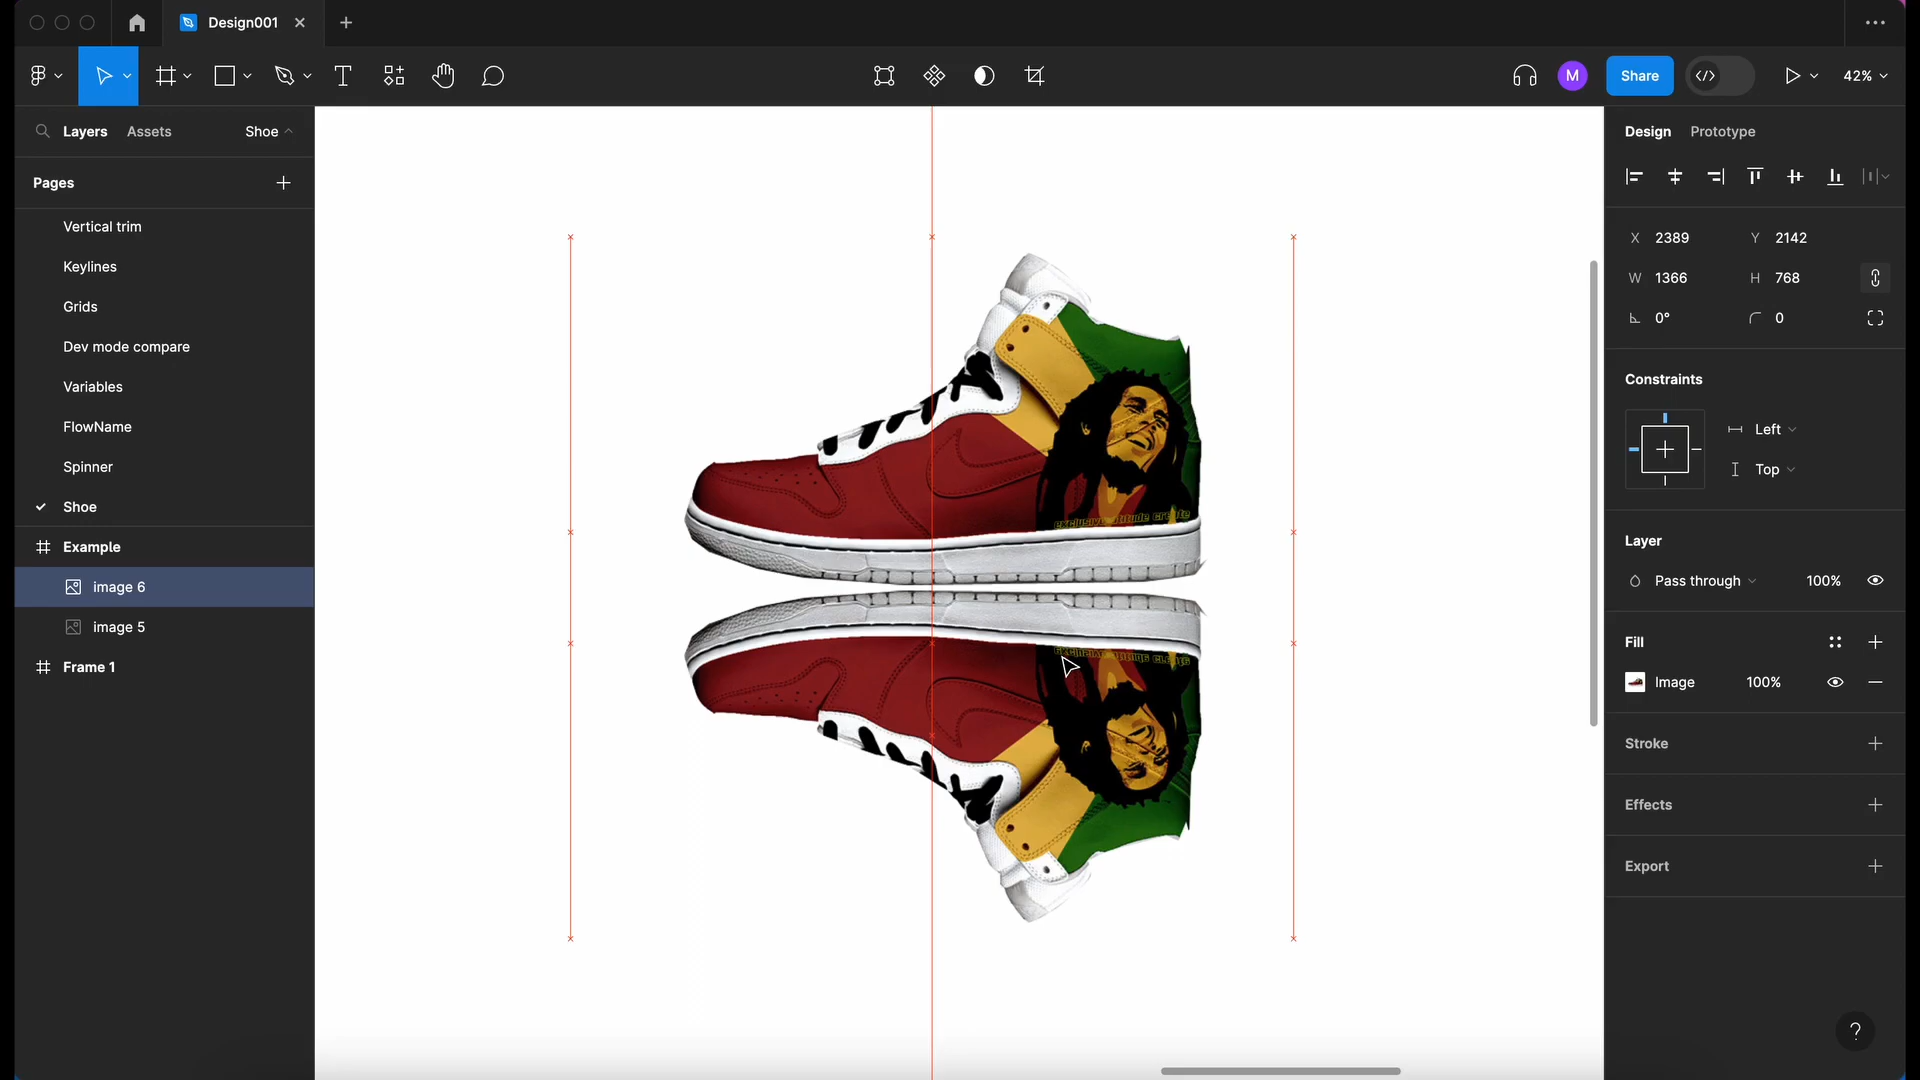 Design001
M
Share
42%
Layers
Assets
Shoe
Design
Prototype
Pages
Vertical trim
Keylines
Grids
Dev mode compare
Variables
FlowName
Spinner
Shoe
Example
image 6
image 5
Frame 1
X 2389
Y 2142
W 1366
H 768
0°
0
Constraints
Left
Top
Layer
Pass through
100%
Fill
Image
100%
Stroke
Effects
Export
?